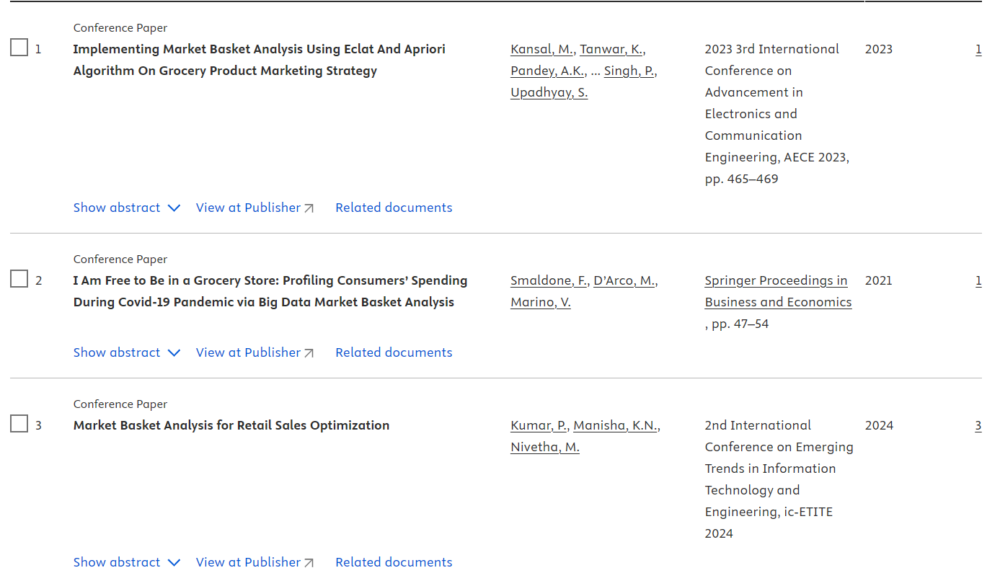 Conference Paper
1 Implementing Market Basket Analysis Using Eclat And Apriori Kansal, M., Tanwar, K., 2023 3rd International 2023 1
Algorithm On Grocery Product Marketing Strategy Pandey, A.K., ... Singh, P., Conference on
Upadhyay, S. Advancement in
Electronics and
Communication
Engineering, AECE 2023,
pp. 465–469
Show abstract View at Publisher Related documents
Conference Paper
2 I Am Free to Be in a Grocery Store: Profiling Consumers’ Spending Smaldone, F., D’Arco, M., Springer Proceedings in 2021 1
During Covid-19 Pandemic via Big Data Market Basket Analysis Marino, V. Business and Economics
, pp. 47–54
Show abstract View at Publisher Related documents
Conference Paper
3 Market Basket Analysis for Retail Sales Optimization Kumar, P., Manisha, K.N., 2nd International 2024 3
Nivetha, M. Conference on Emerging
Trends in Information
Technology and
Engineering, ic-ETITE
2024
Show abstract View at Publisher Related documents